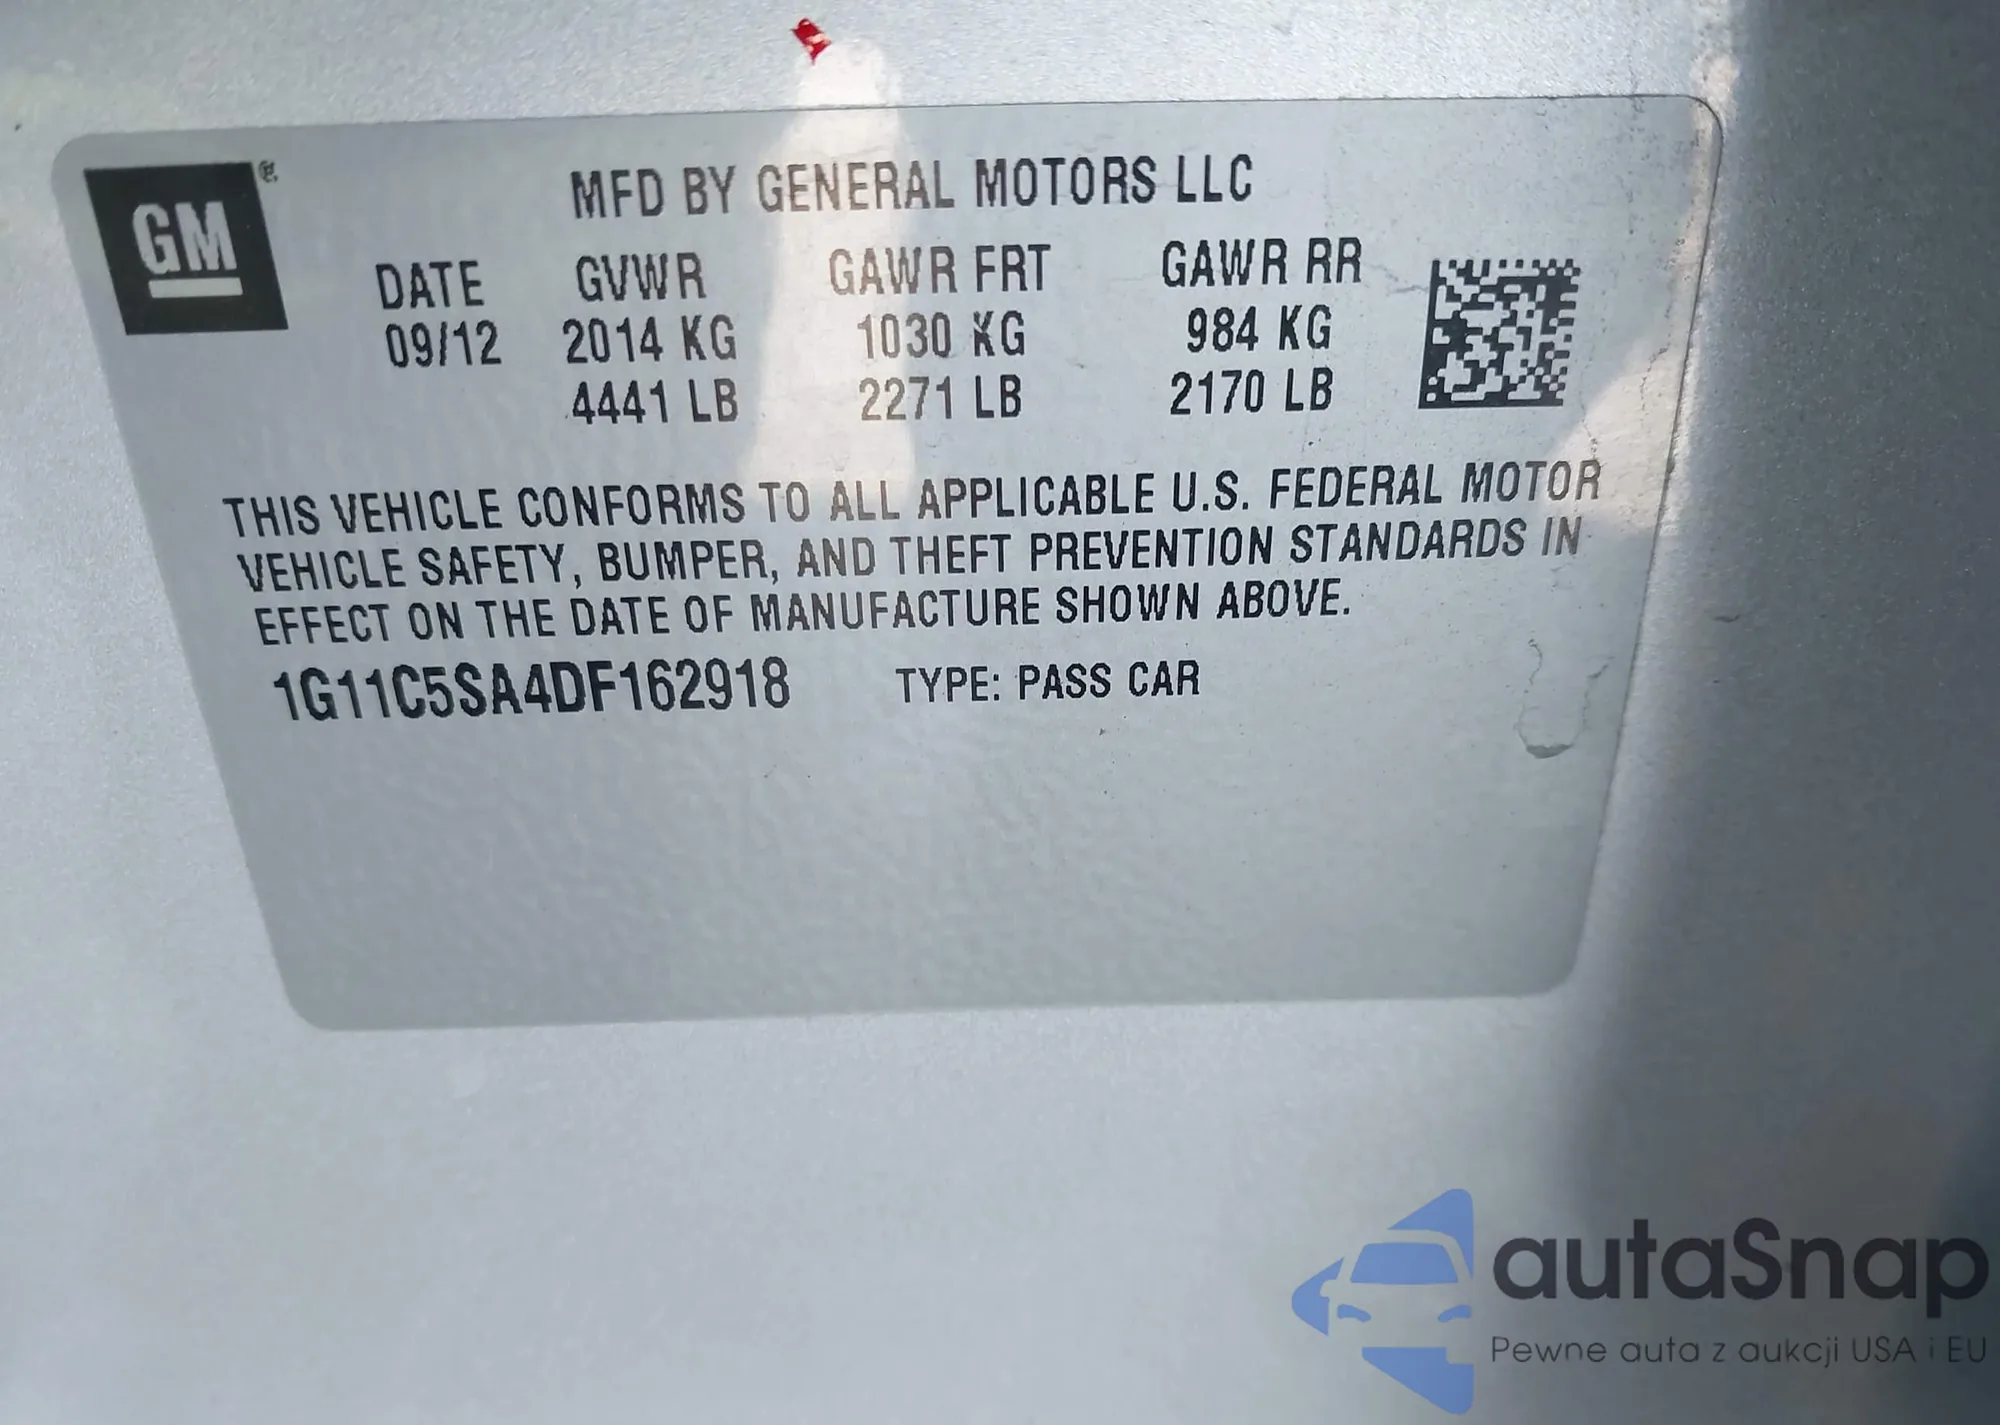 GM
MFD BY GENERAL MOTORS LLC
DATE GVWR GAWR FRT GAWR RR
09/12 2014 KG 1030 KG 984 KG
4441 LB 2271 LB 2170 LB
THIS VEHICLE CONFORMS TO ALL APPLICABLE U.S. FEDERAL MOTOR
VEHICLE SAFETY, BUMPER, AND THEFT PREVENTION STANDARDS IN
EFFECT ON THE DATE OF MANUFACTURE SHOWN ABOVE.
1G11C5SA4DF162918 TYPE: PASS CAR
autaSnap
Pewne auta z aukcji USA i EU